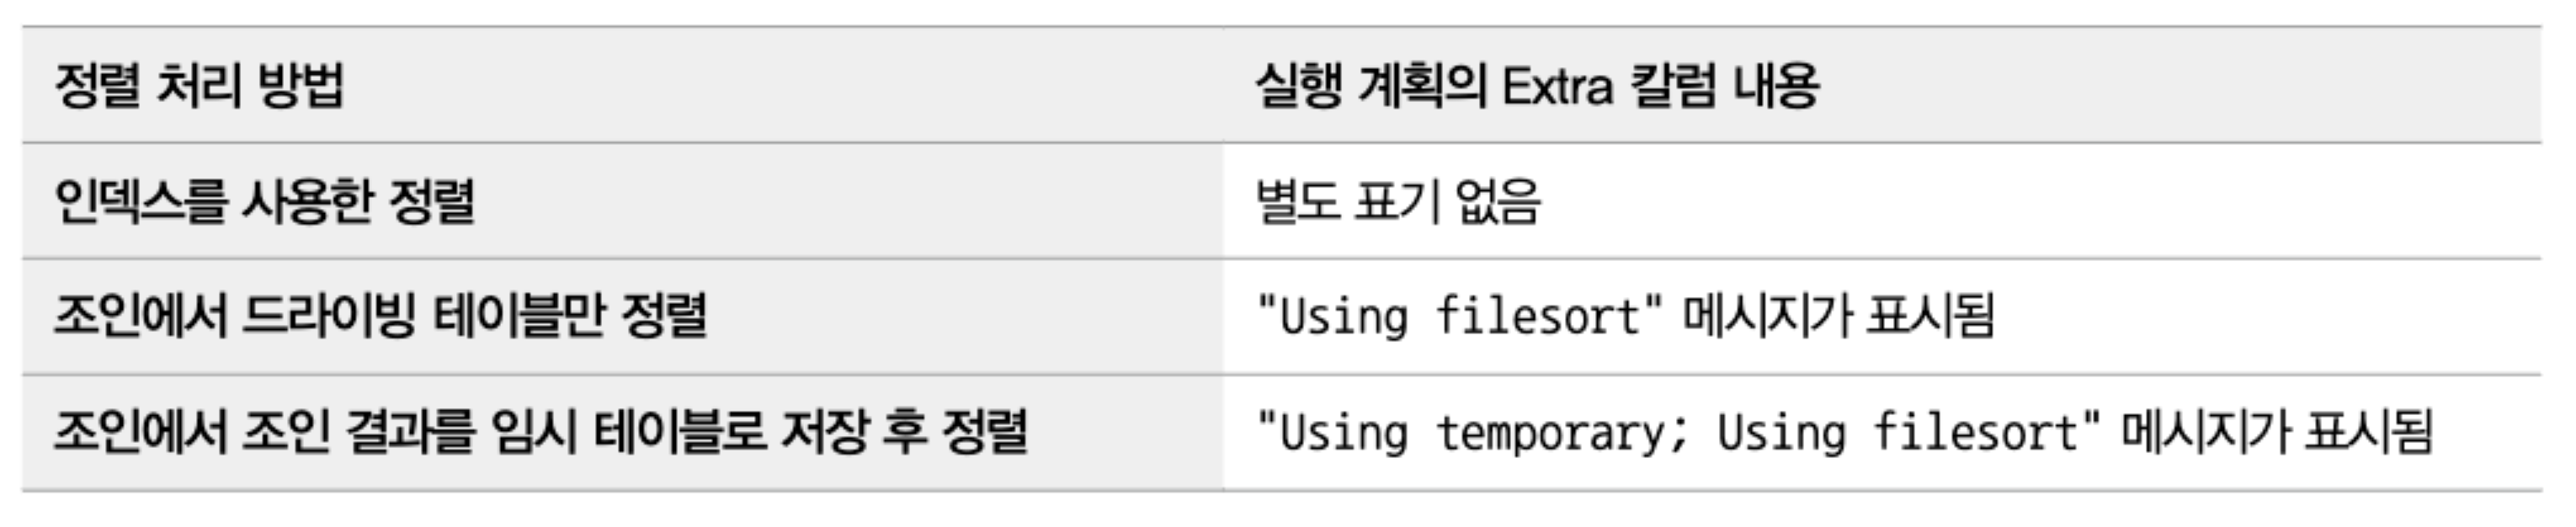 정렬 처리 방법 실행 계획의 Extra 칼럼 내용
인덱스를 사용한 정렬 별도 표기 없음
조인에서 드라이빙 테이블만 정렬 "Using filesort" 메시지가 표시됨
조인에서 조인 결과를 임시 테이블로 저장 후 정렬 "Using temporary; Using filesort" 메시지가 표시됨